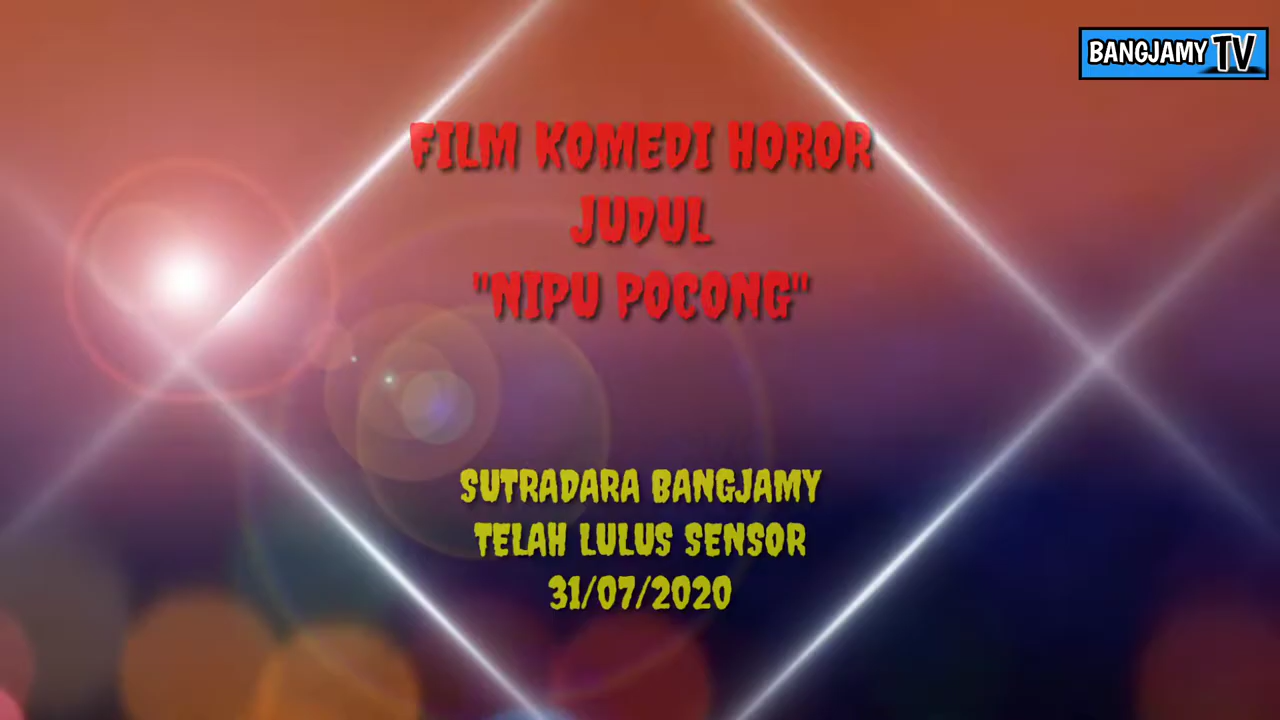 BANGJAMY TV
FILM KOMEDI HOROR
JUDUL
"NIPU POCONG"
SUTRADARA BANGJAMY
TELAH LULUS SENSOR
31/07/2020